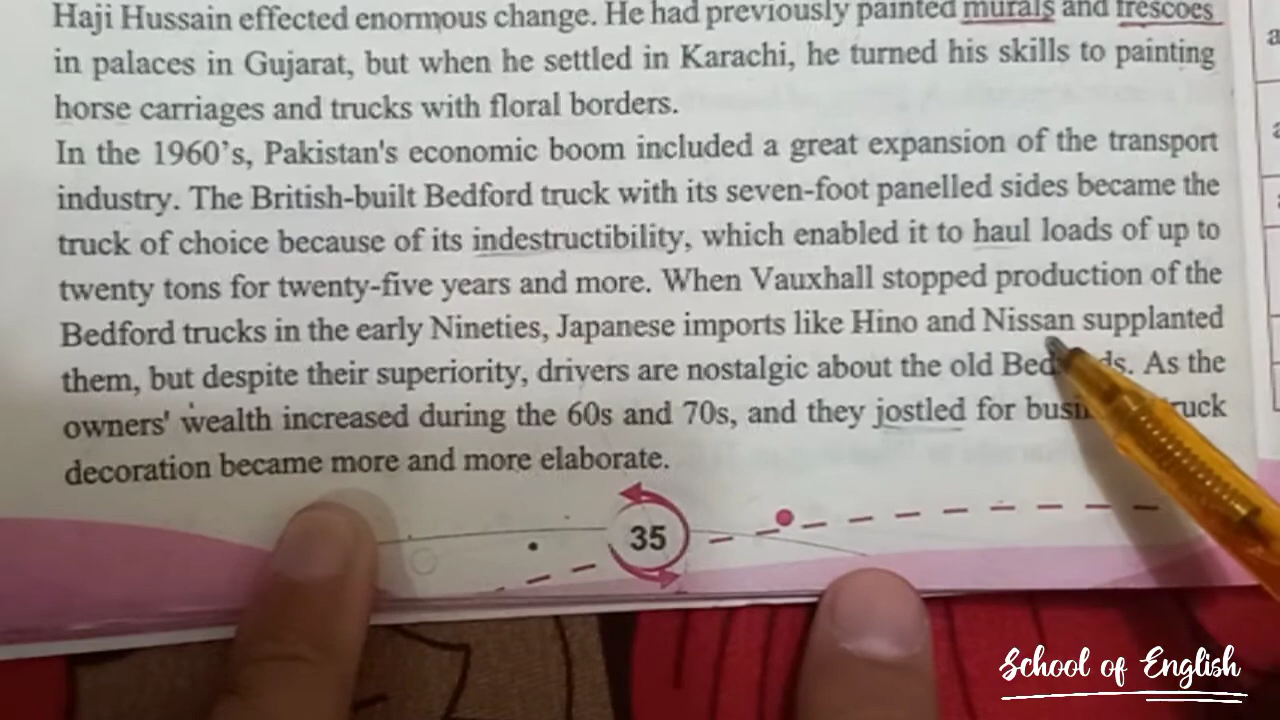 Haji Hussain effected enormous change. He had previously painted murals and frescoes
in palaces in Gujarat, but when he settled in Karachi, he turned his skills to painting
horse carriages and trucks with floral borders.
In the 1960's, Pakistan's economic boom included a great expansion of the transport
industry. The British-built Bedford truck with its seven-foot panelled sides became the
truck of choice because of its indestructibility, which enabled it to haul loads of up to
twenty tons for twenty-five years and more. When Vauxhall stopped production of the
Bedford trucks in the early Nineties, Japanese imports like Hino and Nissan supplanted
them, but despite their superiority, drivers are nostalgic about the old As the
owners' wealth increased during the 60s and 70s, and they jostled for
decoration became more and more elaborate.
35
School of English